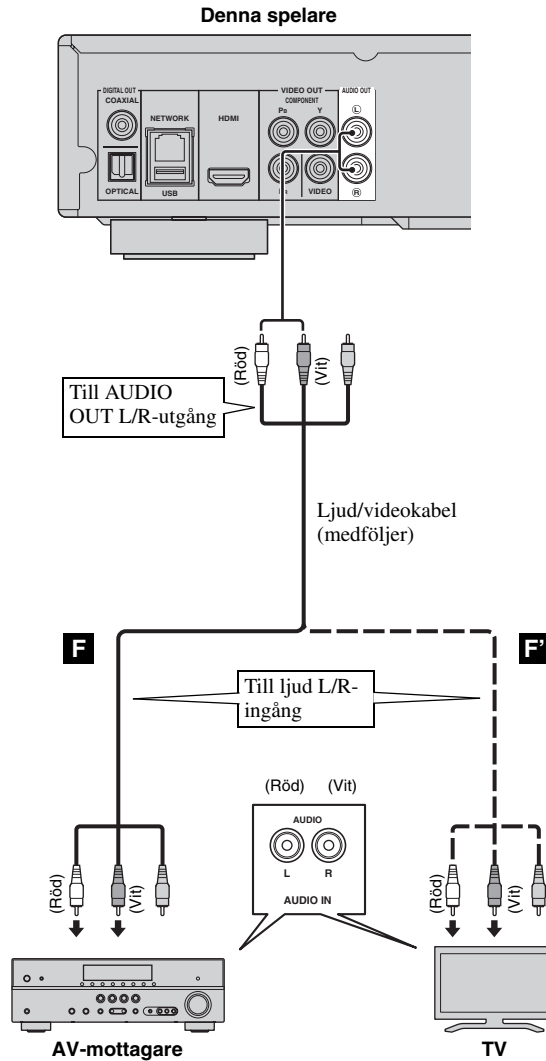 Denna spelare
DIGITAL OUT
COAXIAL
OPTICAL
NETWORK
USB
HDMI
VIDEO OUT
COMPONENT
PB
Y
PR
VIDEO
AUDIO OUT
L
R
(Röd)
(Vit)
Till AUDIO
OUT L/R-utgång
Ljud/videokabel
(medföljer)
F
F'
Till ljud L/R-
ingång
(Röd) (Vit)
AUDIO
L R
AUDIO IN
(Röd)
(Vit)
(Röd)
(Vit)
AV-mottagare
TV